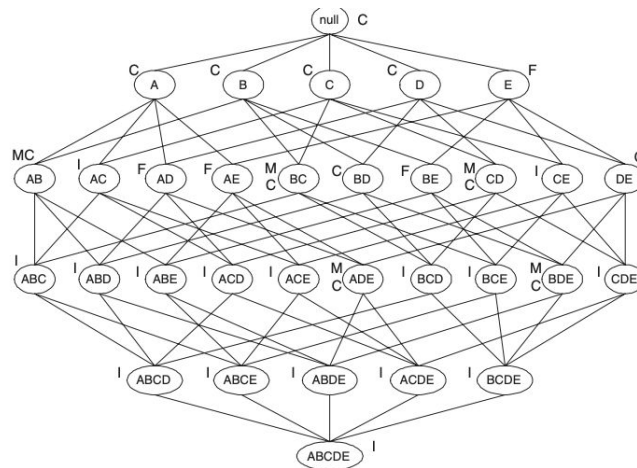 null C
C A C B C C C D E F
MC AB I AC F AD F AE M C BC C BD F BE M C CD I CE DE C
I ABC I ABD I ABE I ACD I ACE M C ADE I BCD I BCE M C BDE I CDE
I ABCD I ABCE I ABDE I ACDE I BCDE
ABCDE I